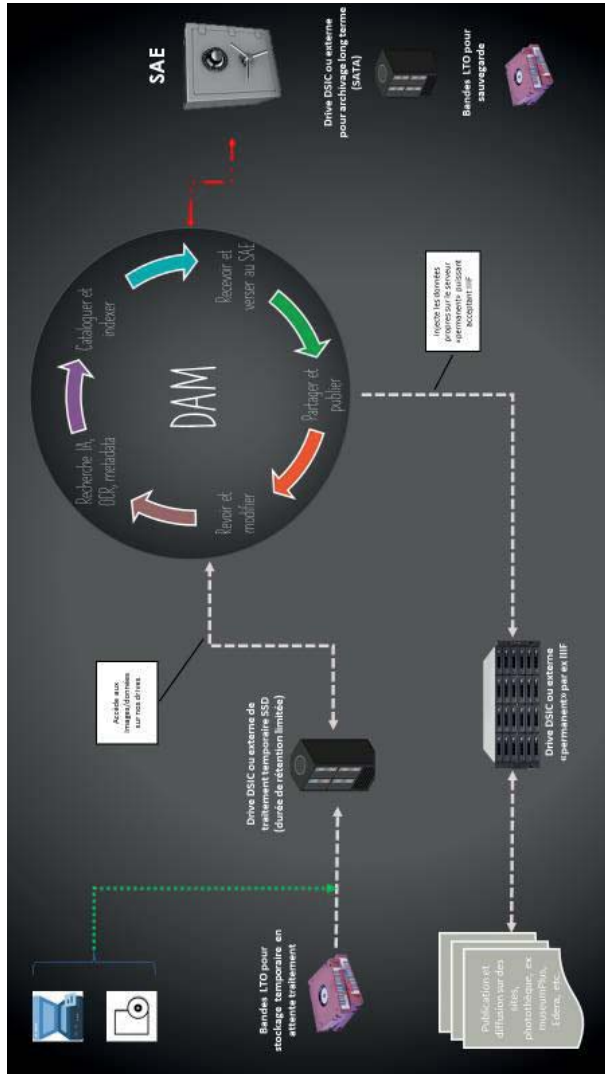 Bandes LTO pour
stockage temporaire en
attente traitement
Drive DSIC ou externe de
traitement temporaire SSD
(durée de rétention limitée)
Accède aux
images/données
sur nos drives
DAM
Recherche IA,
OCR, metadata
Cataloguer et
indexer
Recevoir et
verser au SAE
Partager et
publier
Revoir et
modifier
SAE
Drive DSIC ou externe
pour archivage long terme
(SATA)
Bandes LTO pour
sauvegarde
Injecte les données
propres sur le serveur
«permanent» puissant
acceptant IIIF
Drive DSIC ou externe
«permanent» par ex IIIF
Publication et
diffusion sur des
sites,
photothèque ex
museumPlus,
Edera, etc.